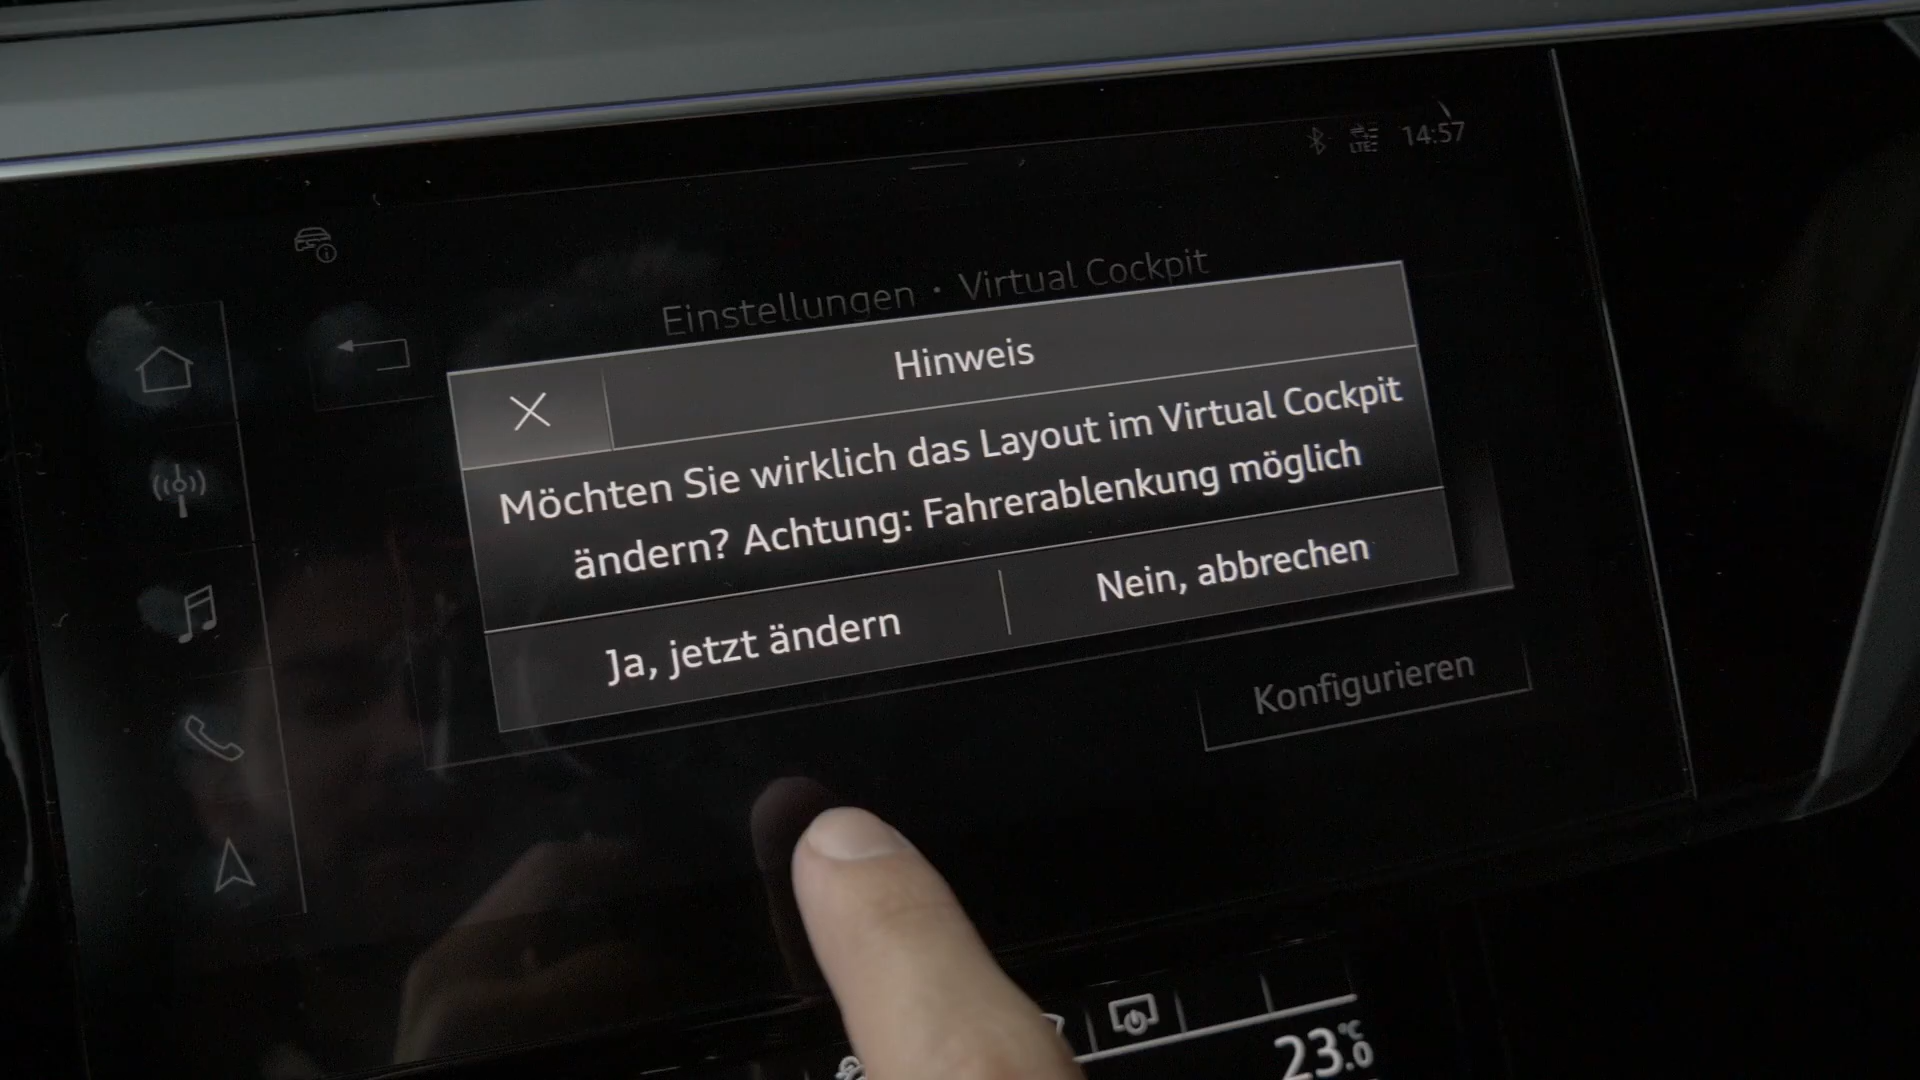 LTE 14:57
Einstellungen • Virtual Cockpit
Hinweis
Möchten Sie wirklich das Layout im Virtual Cockpit
ändern? Achtung: Fahrerablenkung möglich
Ja, jetzt ändern
Nein, abbrechen
Konfigurieren
23.0 °C